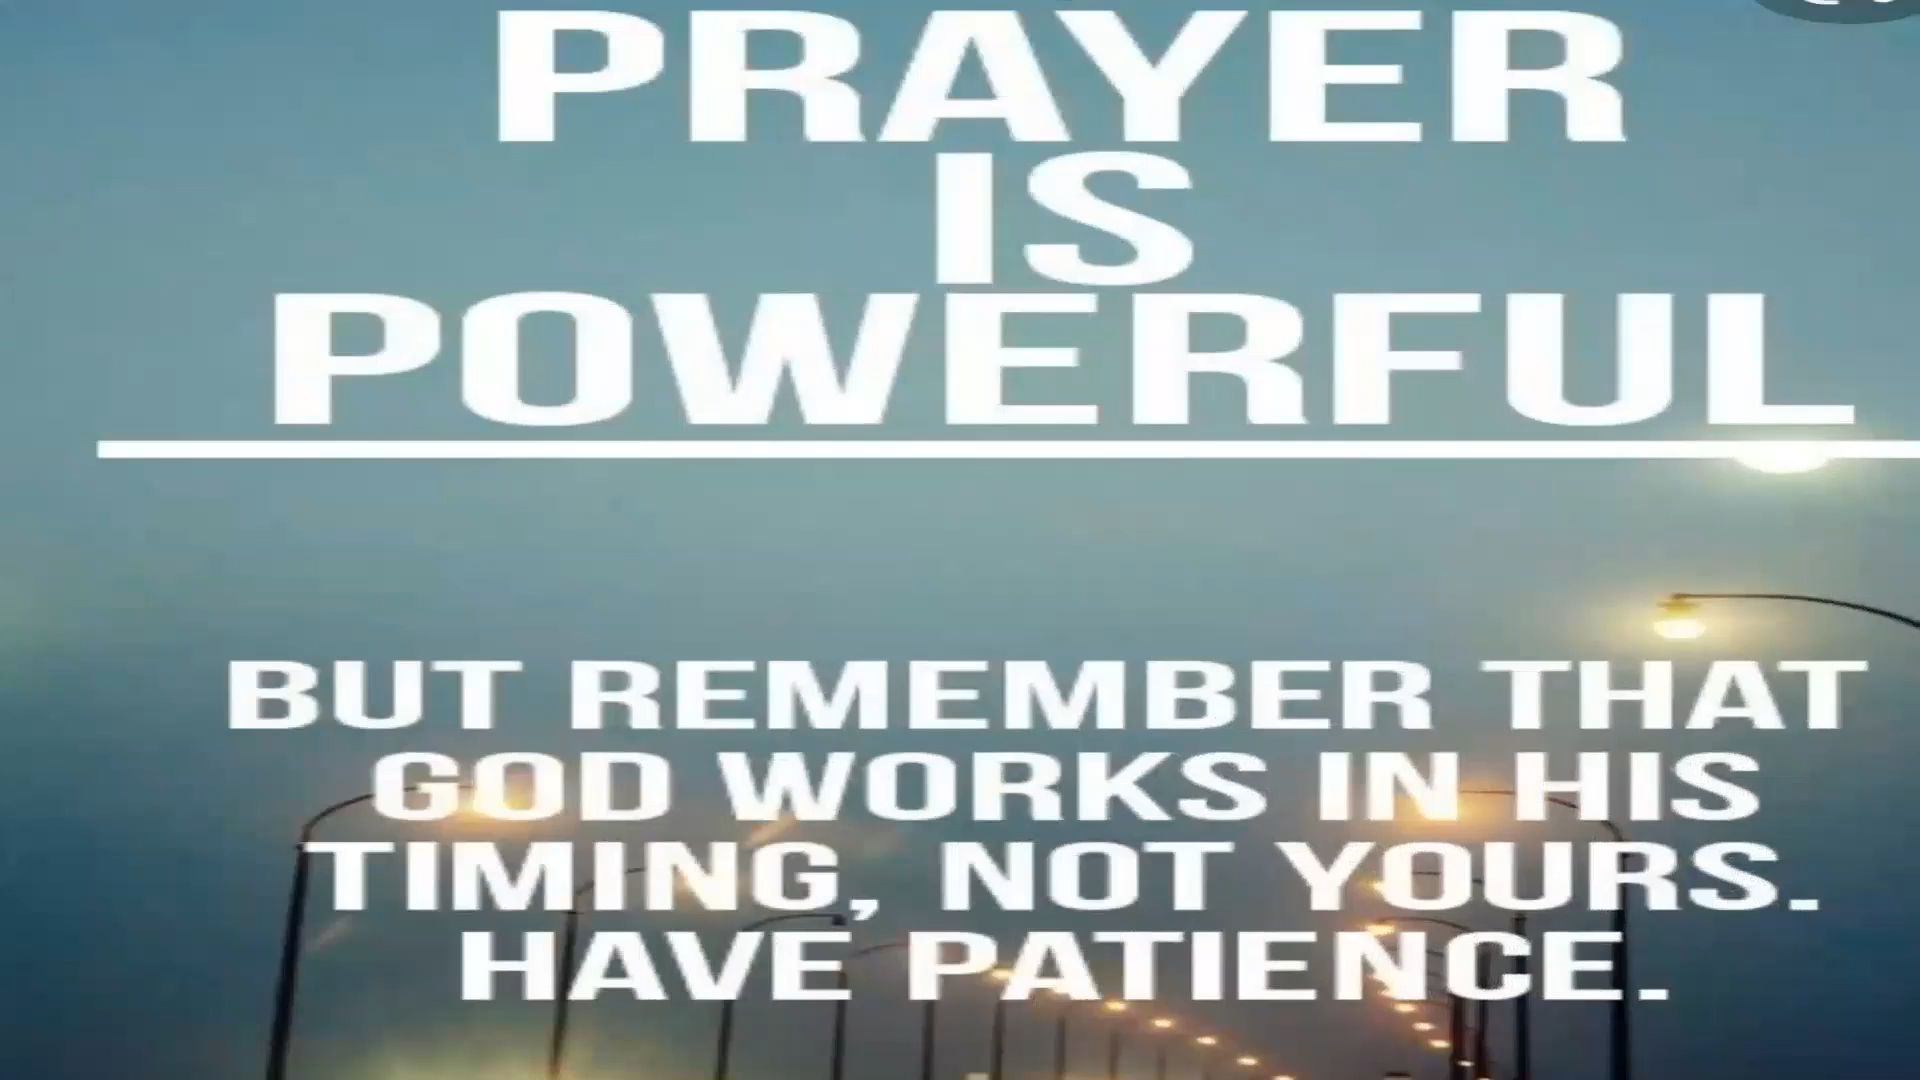 PRAYER
IS
POWERFUL
BUT REMEMBER THAT
GOD WORKS IN HIS
TIMING, NOT YOURS.
HAVE PATIENCE.